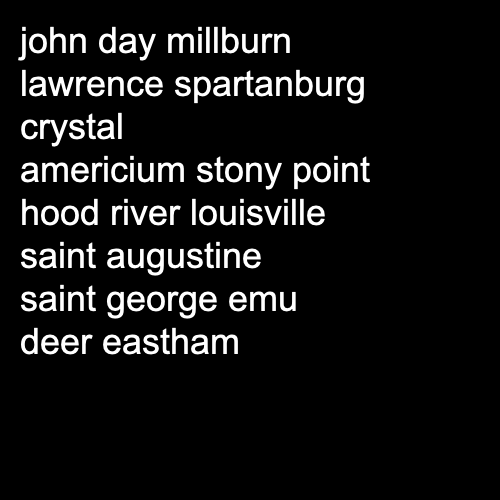 john day millburn
lawrence spartanburg
crystal
americium stony point
hood river louisville
saint augustine
saint george emu
deer eastham